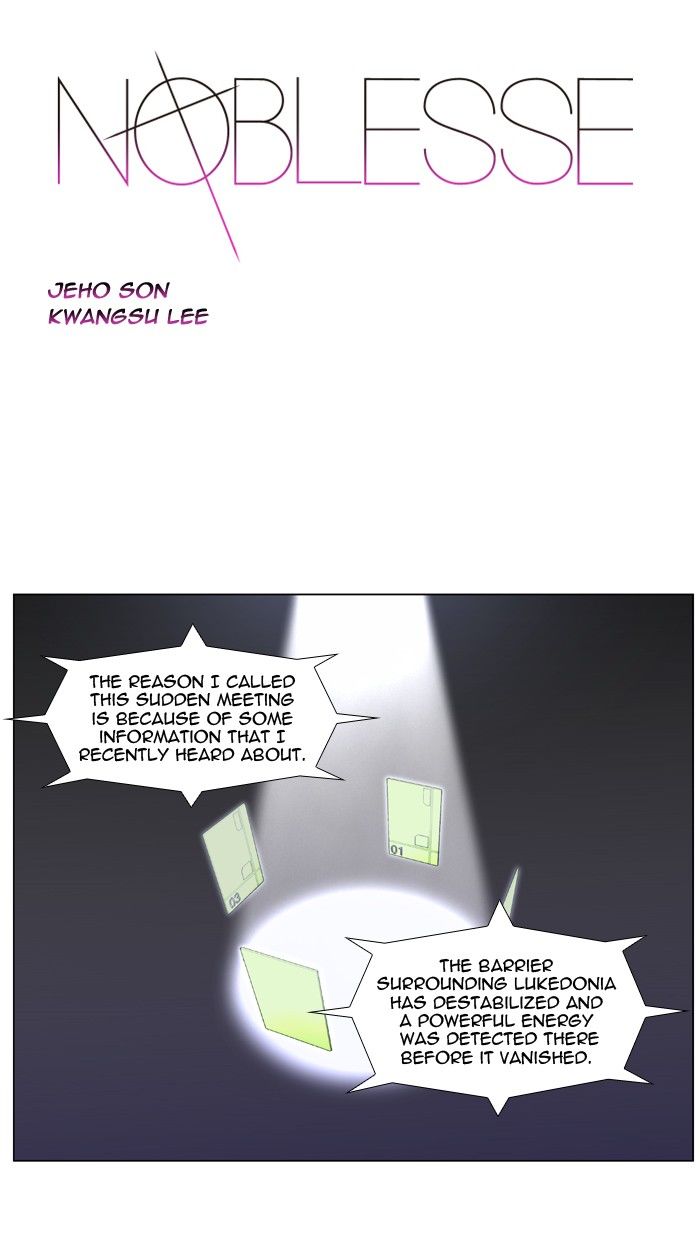 NOBLESSE
JEHO SON
KWANGSU LEE
THE REASON I CALLED
THIS SUDDEN MEETING
IS BECAUSE OF SOME
INFORMATION THAT I
RECENTLY HEARD ABOUT.
01
03
THE BARRIER
SURROUNDING LUKEDONIA
HAS DESTABILIZED AND
A POWERFUL ENERGY
WAS DETECTED THERE
BEFORE IT VANISHED.